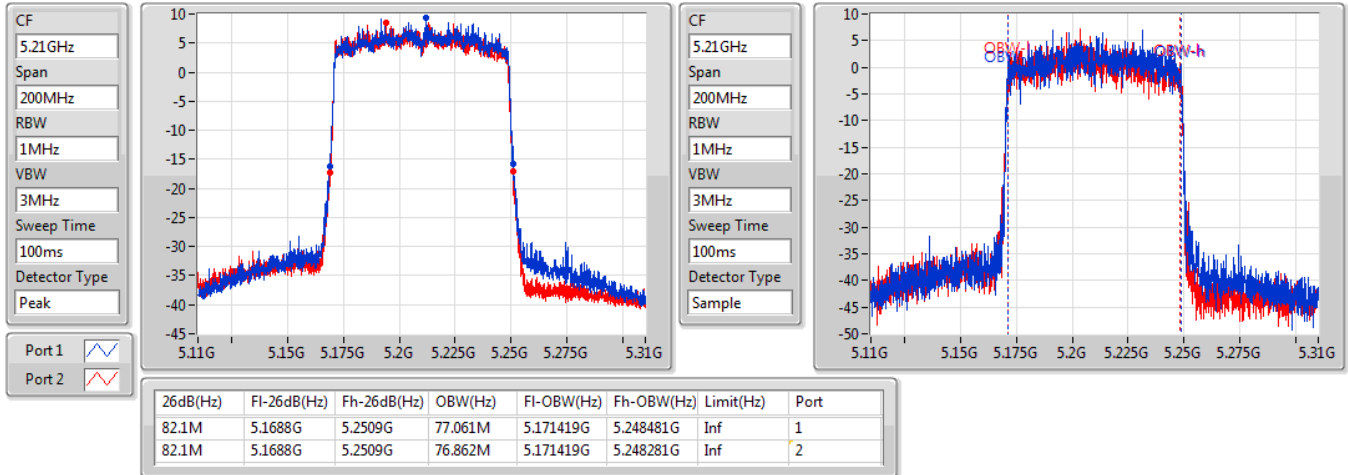 CF
5.21GHz
Span
200MHz
RBW
1MHz
VBW
3MHz
Sweep Time
100ms
Detector Type
Peak
Port 1
Port 2
10-
5-
0-
-5-
-10-
-15-
-20-
-25-
-30-
-35-
-40-
-45-
5.11G 5.15G 5.175G 5.2G 5.225G 5.25G 5.275G 5.31G
CF
5.21GHz
Span
200MHz
RBW
1MHz
VBW
3MHz
Sweep Time
100ms
Detector Type
Sample
10-
5-
0-
-5-
-10-
-15-
-20-
-25-
-30-
-35-
-40-
-45-
-50-
OBW-h
5.11G 5.15G 5.175G 5.2G 5.225G 5.25G 5.275G 5.31G
26dB(Hz) Fl-26dB(Hz) Fh-26dB(Hz) OBW(Hz) Fl-OBW(Hz) Fh-OBW(Hz) Limit(Hz) Port
82.1M 5.1688G 5.2509G 77.061M 5.171419G 5.248481G Inf 1
82.1M 5.1688G 5.2509G 76.862M 5.171419G 5.248281G Inf 2